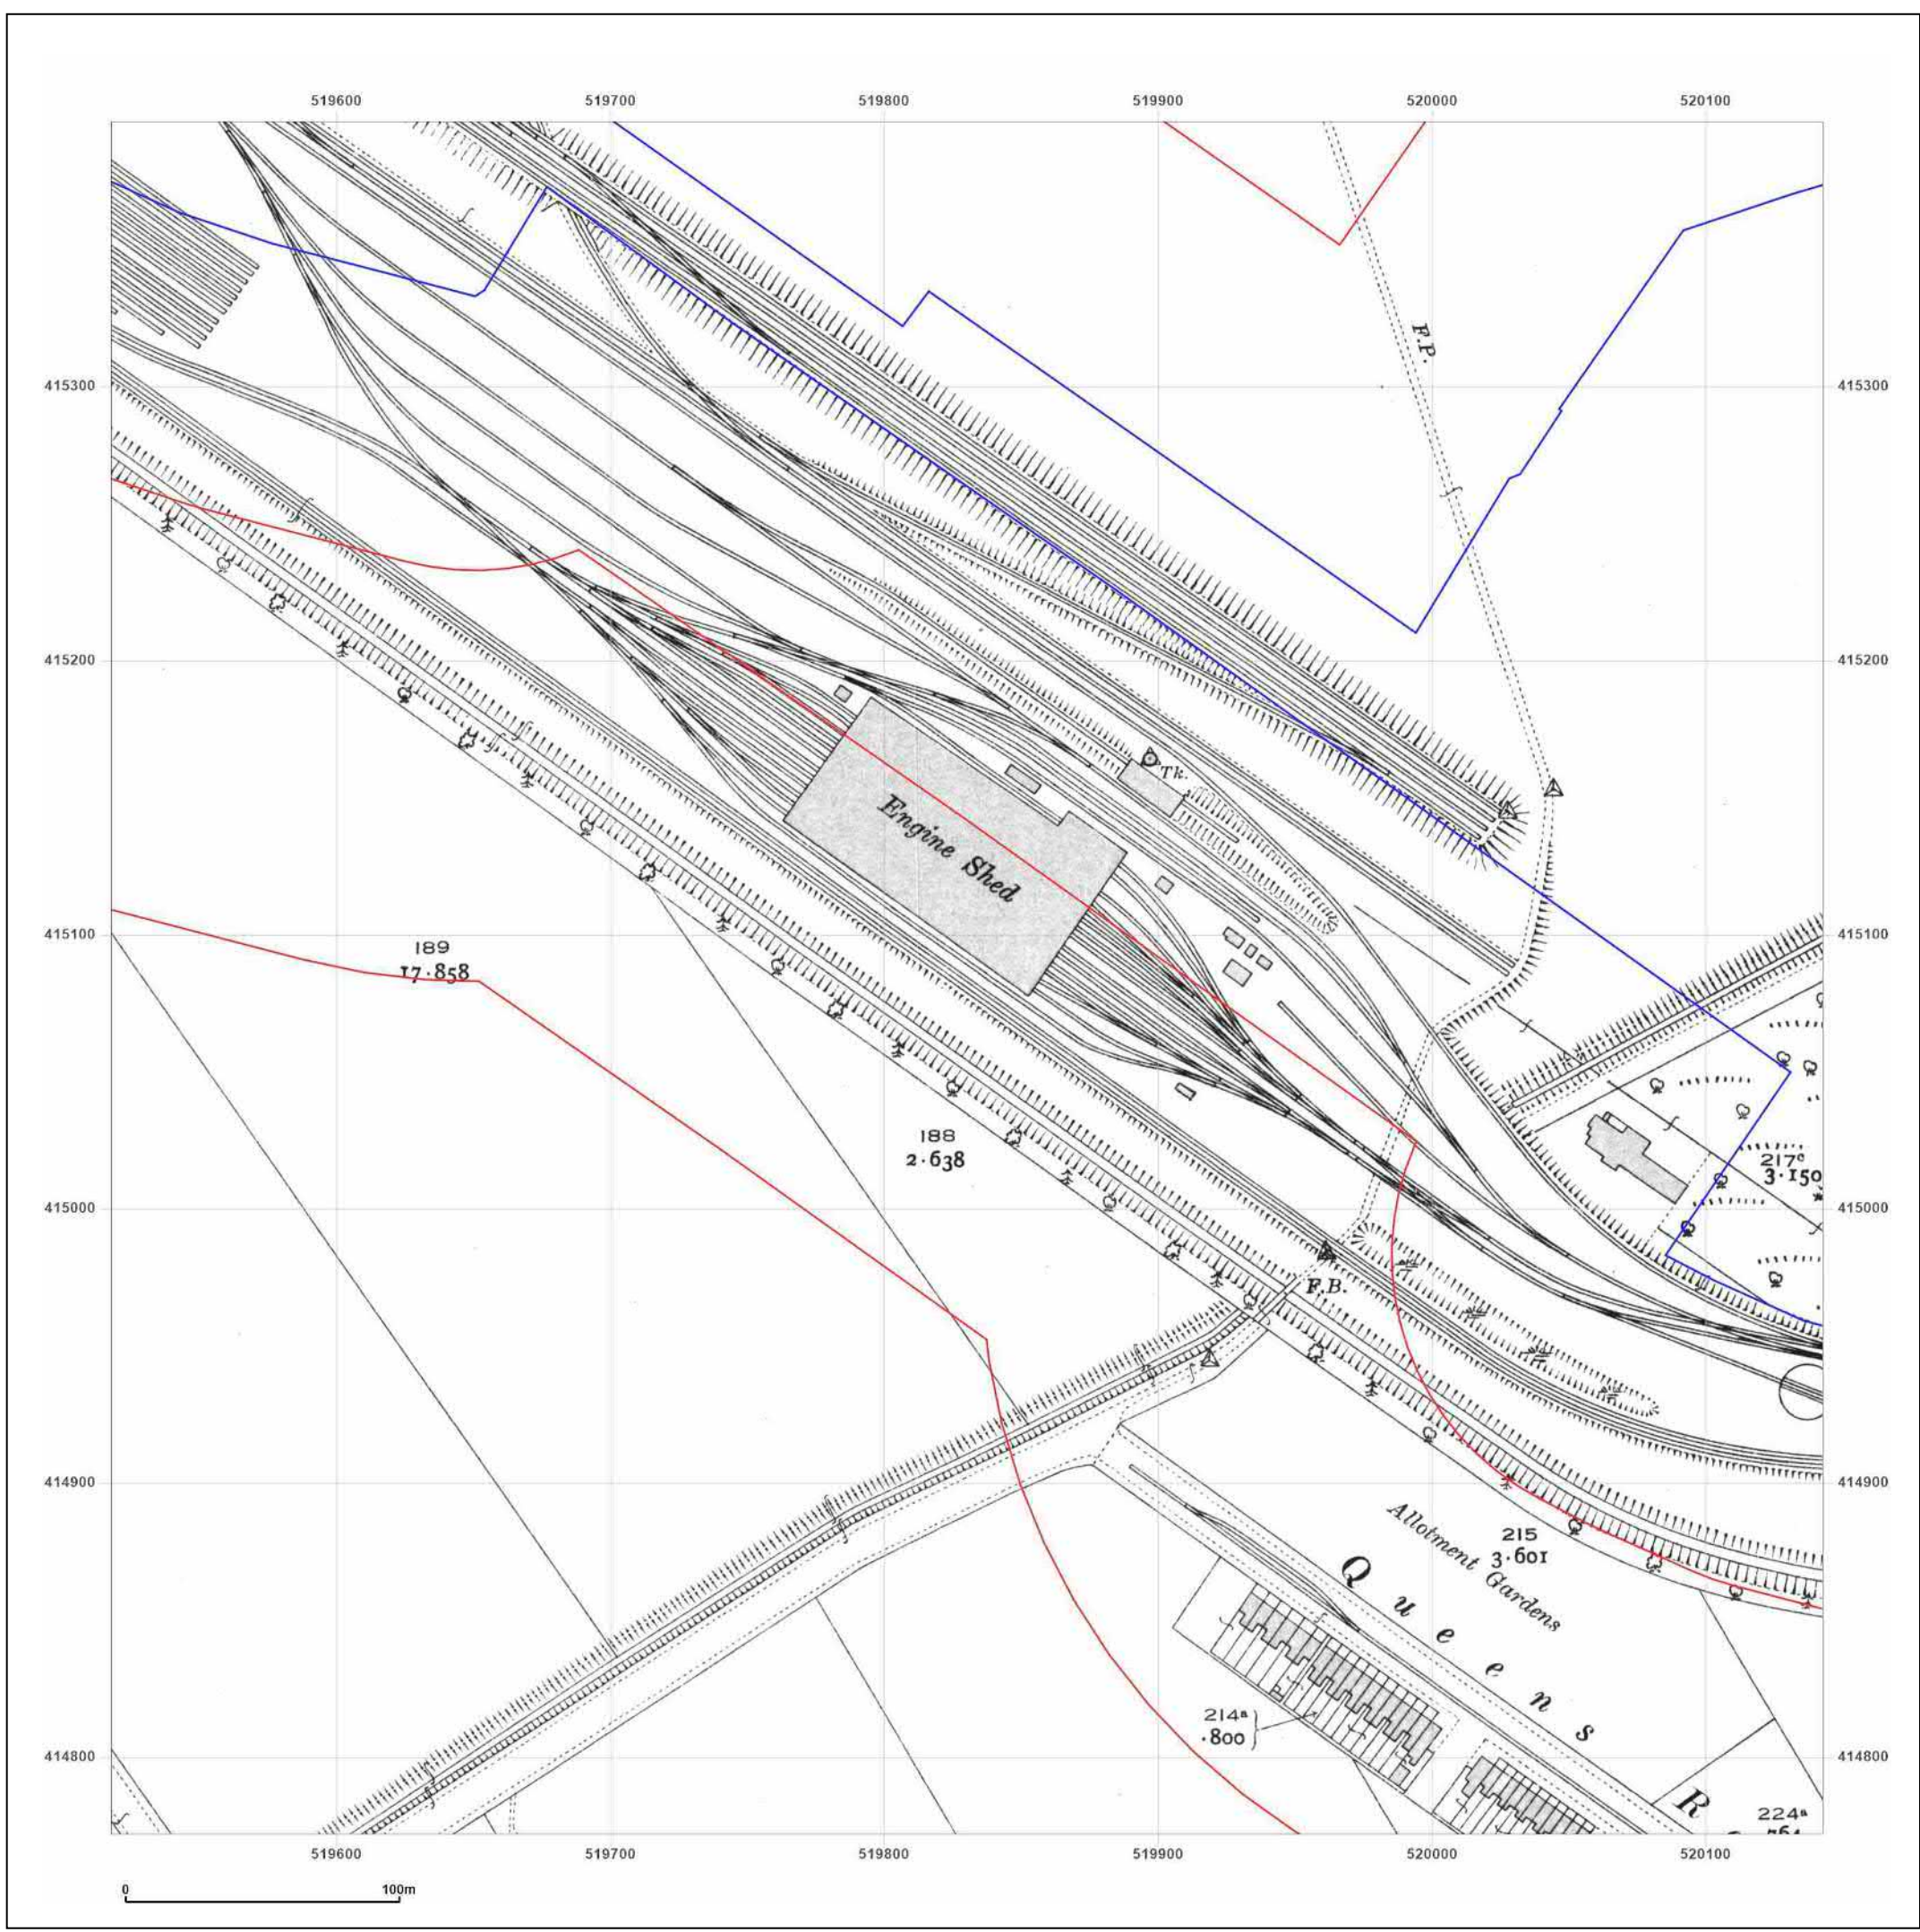 519600 519700 519800 519900 520000 520100
F.P.
415300 415300
415200 415200
Tk.
Engine Shed
415100 415100
189
17·858
188
2·638
217c
3·150
415000 415000
F.B.
414900 414900
Allotment
Gardens
215
3·601
Queens
R
214a
·800
414800 414800
224a
519600 519700 519800 519900 520000 520100
0 100m